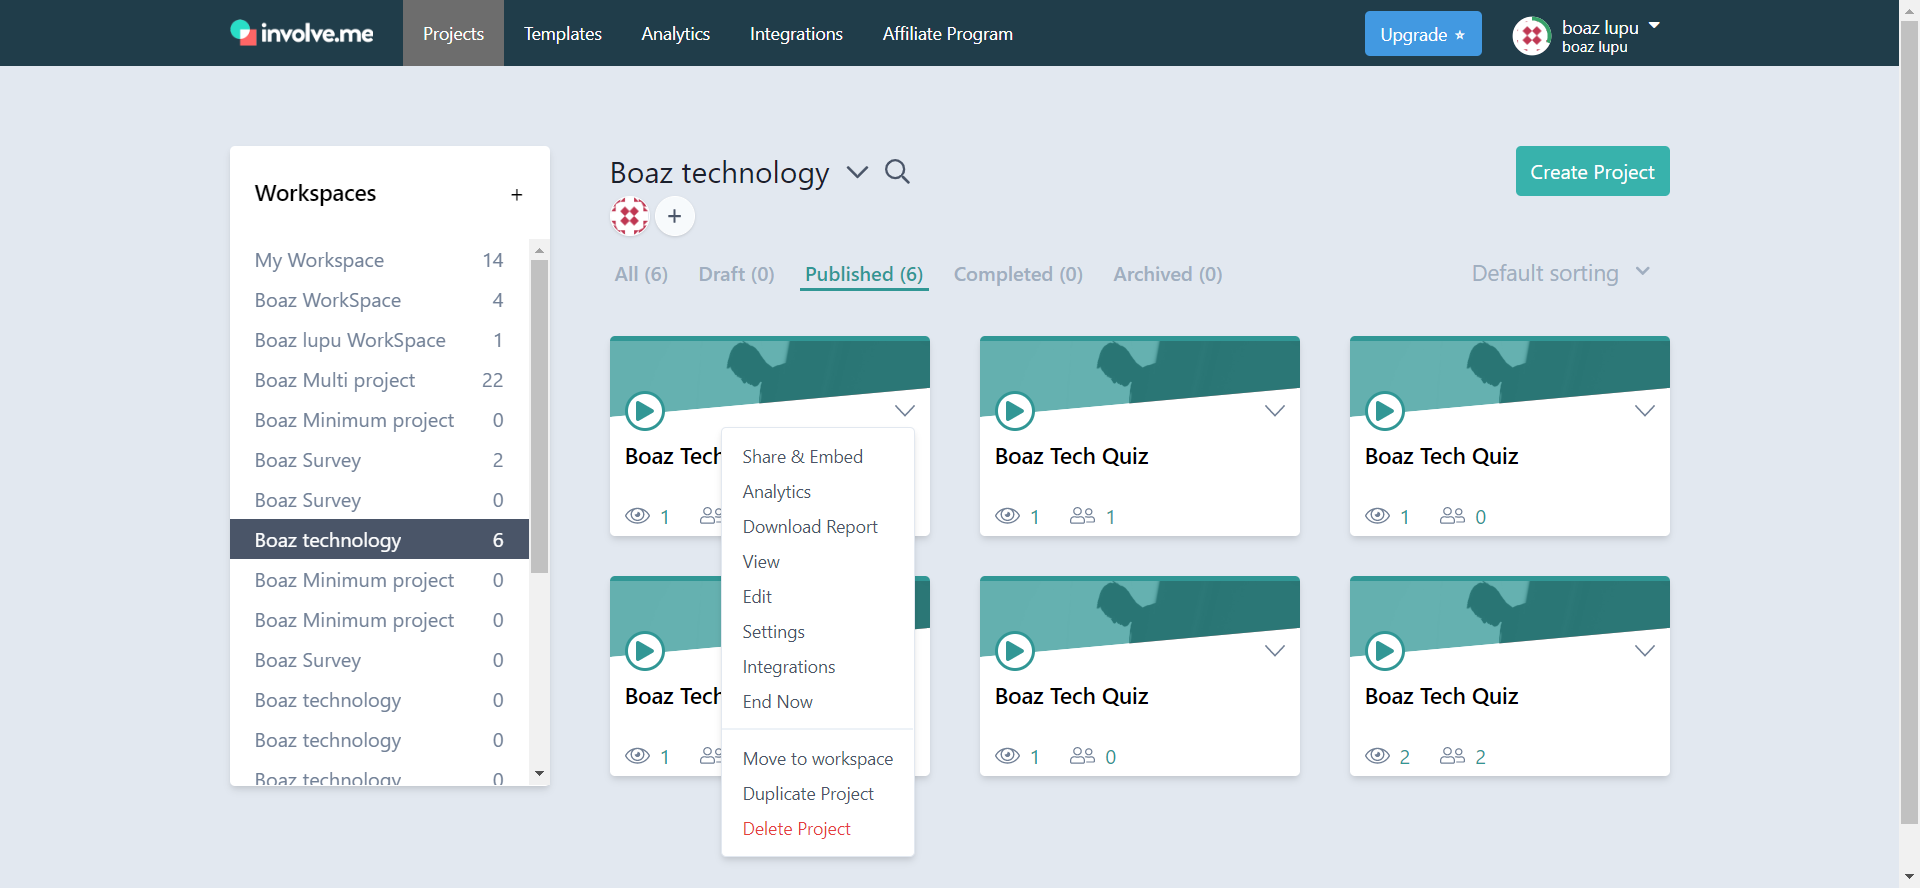 involve.me
Projects
Templates
Analytics
Integrations
Affiliate Program
Upgrade
boaz lupu
boaz lupu
Workspaces
+
My Workspace 14
Boaz WorkSpace 4
Boaz lupu WorkSpace 1
Boaz Multi project 22
Boaz Minimum project 0
Boaz Survey 2
Boaz Survey 0
Boaz technology 6
Boaz Minimum project 0
Boaz Minimum project 0
Boaz Survey 0
Boaz technology 0
Boaz technology 0
Boaz technology 0
Boaz technology
+
Create Project
All (6)
Draft (0)
Published (6)
Completed (0)
Archived (0)
Default sorting
Boaz Tech
1
Boaz Tech Quiz
1 1
Boaz Tech Quiz
1 0
Share & Embed
Analytics
Download Report
View
Edit
Settings
Integrations
End Now
Move to workspace
Duplicate Project
Delete Project
Boaz Tech
1
Boaz Tech Quiz
1 0
Boaz Tech Quiz
2 2